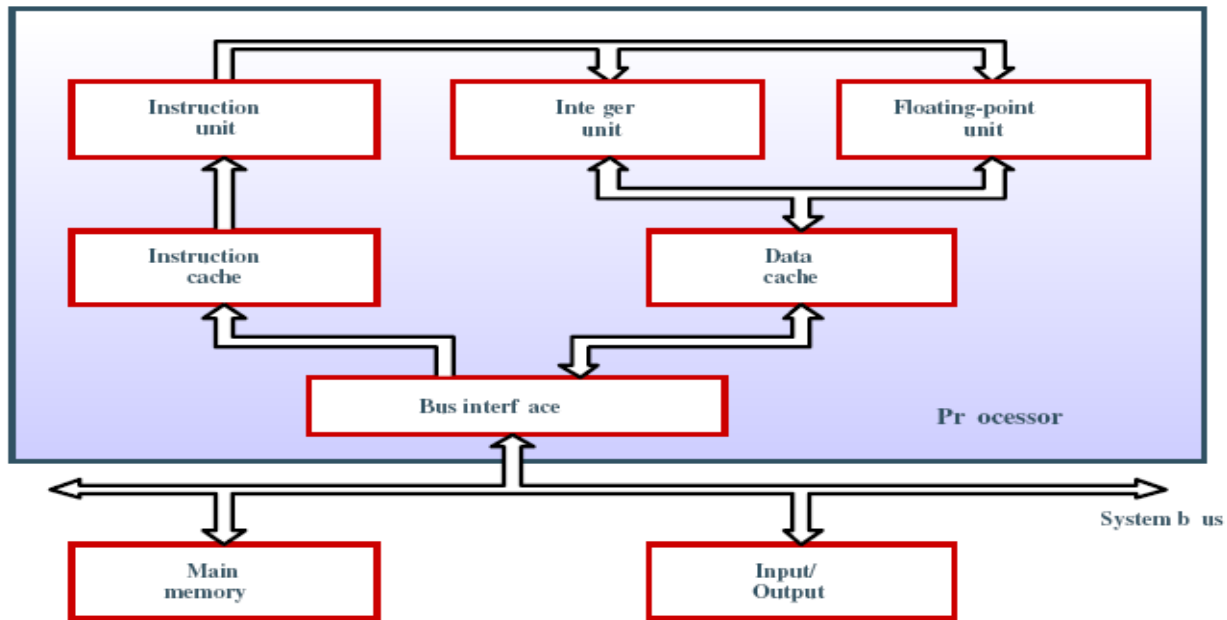 Instruction
unit
Inte ger
unit
Floating-point
unit
Instruction
cache
Data
cache
Bus interf ace
Pr ocessor
System b us
Main
memory
Input/
Output